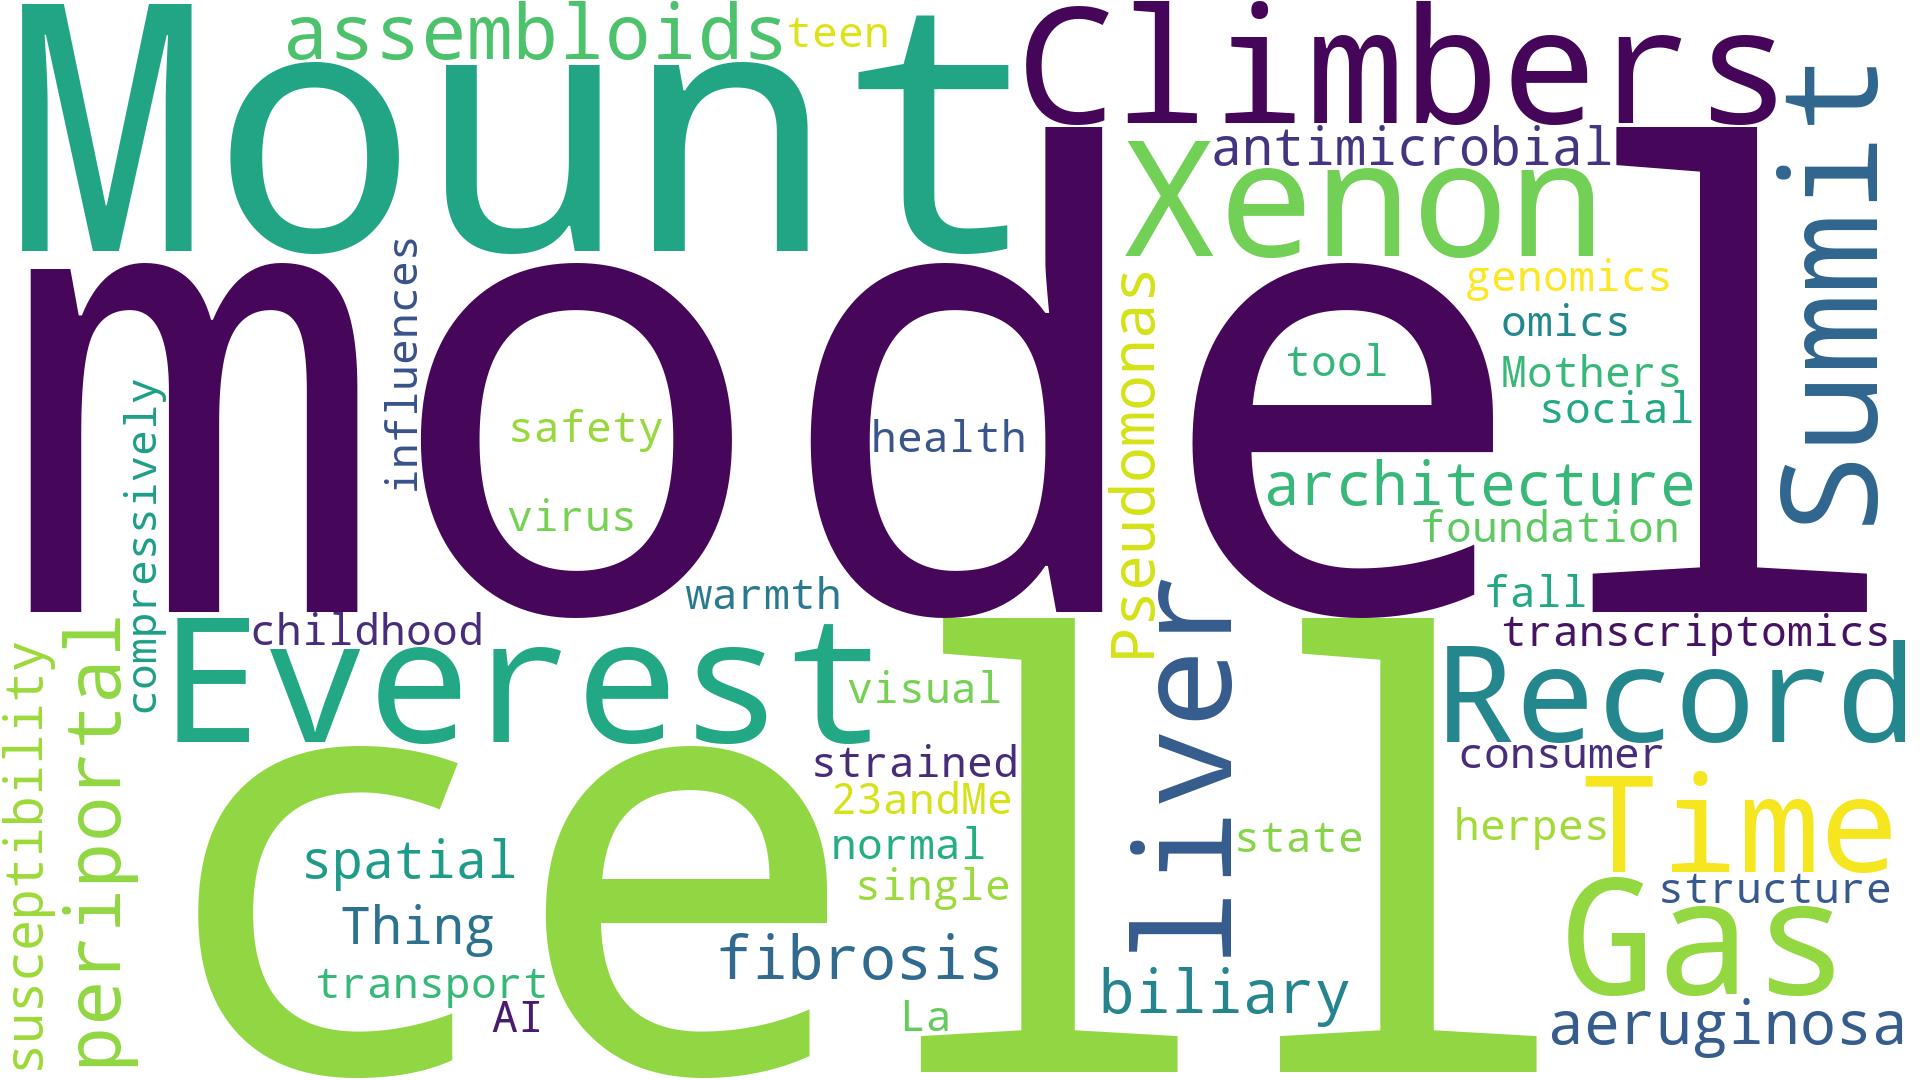 assembloids
teen
Mount
Climbers
Summit
antimicrobial
Xenon
model
influences
genomics
omics
tool
Mothers
social
compressively
safety
health
Pseudomonas
architecture
virus
foundation
warmth
fall
childhood
transcriptomics
susceptibility
periportal
Everest
liver
Record
visual
cell
strained
consumer
23andMe
Time
normal
state
herpes
spatial
single
structure
Thing
Gas
fibrosis
transport
biliary
AI
La
aeruginosa